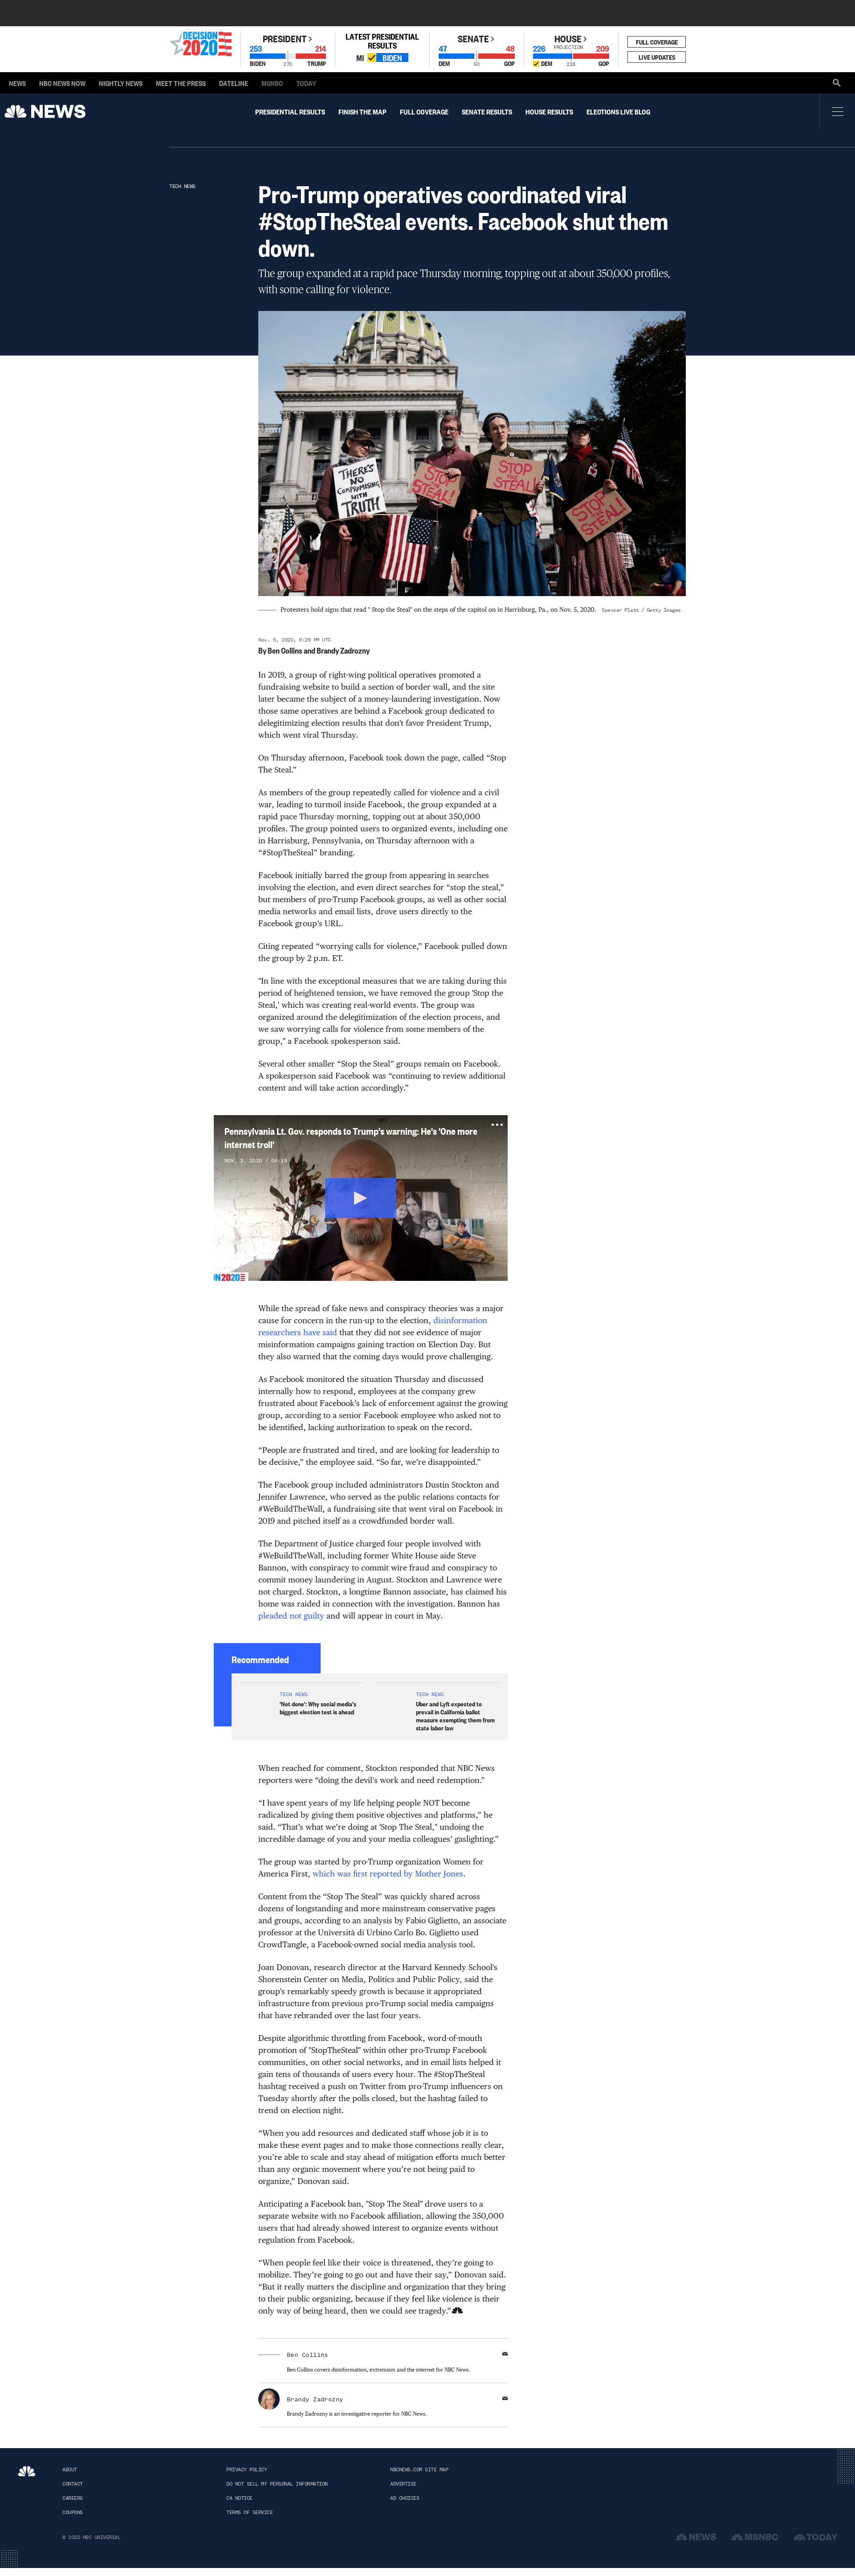 DECISION
2020
PRESIDENT
253 214
BIDEN 270 TRUMP
LATEST PRESIDENTIAL
RESULTS
MI BIDEN
SENATE
47 48
DEM 50 GOP
HOUSE
226 PROJECTION 209
DEM 218 GOP
FULL COVERAGE
LIVE UPDATES
NEWS NBC NEWS NOW NIGHTLY NEWS MEET THE PRESS DATELINE MSNBC TODAY
NEWS
PRESIDENTIAL RESULTS FINISH THE MAP FULL COVERAGE SENATE RESULTS HOUSE RESULTS ELECTIONS LIVE BLOG
TECH NEWS
Pro-Trump operatives coordinated viral
#StopTheSteal events. Facebook shut them
down.
The group expanded at a rapid pace Thursday morning, topping out at about 350,000 profiles,
with some calling for violence.
THERE'S
NO
COMPROMISING
WITH
TRUTH
STOP
THE
STEAL!
STOP
THE
STEAL!
STOP
THE
STEAL!
Protesters hold signs that read " Stop the Steal" on the steps of the capitol on in Harrisburg, Pa., on Nov. 5, 2020. Spencer Platt / Getty Images
Nov. 5, 2020, 9:29 PM UTC
By Ben Collins and Brandy Zadrozny
In 2019, a group of right-wing political operatives promoted a
fundraising website to build a section of border wall, and the site
later became the subject of a money-laundering investigation. Now
those same operatives are behind a Facebook group dedicated to
delegitimizing election results that don't favor President Trump,
which went viral Thursday.
On Thursday afternoon, Facebook took down the page, called “Stop
The Steal.”
As members of the group repeatedly called for violence and a civil
war, leading to turmoil inside Facebook, the group expanded at a
rapid pace Thursday morning, topping out at about 350,000
profiles. The group pointed users to organized events, including one
in Harrisburg, Pennsylvania, on Thursday afternoon with a
“#StopTheSteal” branding.
Facebook initially barred the group from appearing in searches
involving the election, and even direct searches for “stop the steal,”
but members of pro-Trump Facebook groups, as well as other social
media networks and email lists, drove users directly to the
Facebook group’s URL.
Citing repeated “worrying calls for violence,” Facebook pulled down
the group by 2 p.m. ET.
"In line with the exceptional measures that we are taking during this
period of heightened tension, we have removed the group 'Stop the
Steal,' which was creating real-world events. The group was
organized around the delegitimization of the election process, and
we saw worrying calls for violence from some members of the
group," a Facebook spokesperson said.
Several other smaller “Stop the Steal” groups remain on Facebook.
A spokesperson said Facebook was “continuing to review additional
content and will take action accordingly.”
Pennsylvania Lt. Gov. responds to Trump's warning: He's 'One more
internet troll'
NOV. 3, 2020 / 04:18
N2020
While the spread of fake news and conspiracy theories was a major
cause for concern in the run-up to the election, disinformation
researchers have said that they did not see evidence of major
misinformation campaigns gaining traction on Election Day. But
they also warned that the coming days would prove challenging.
As Facebook monitored the situation Thursday and discussed
internally how to respond, employees at the company grew
frustrated about Facebook’s lack of enforcement against the growing
group, according to a senior Facebook employee who asked not to
be identified, lacking authorization to speak on the record.
“People are frustrated and tired, and are looking for leadership to
be decisive,” the employee said. “So far, we’re disappointed.”
The Facebook group included administrators Dustin Stockton and
Jennifer Lawrence, who served as the public relations contacts for
#WeBuildTheWall, a fundraising site that went viral on Facebook in
2019 and pitched itself as a crowdfunded border wall.
The Department of Justice charged four people involved with
#WeBuildTheWall, including former White House aide Steve
Bannon, with conspiracy to commit wire fraud and conspiracy to
commit money laundering in August. Stockton and Lawrence were
not charged. Stockton, a longtime Bannon associate, has claimed his
home was raided in connection with the investigation. Bannon has
pleaded not guilty and will appear in court in May.
Recommended
TECH NEWS
'Not done': Why social media's
biggest election test is ahead
TECH NEWS
Uber and Lyft expected to
prevail in California ballot
measure exempting them from
state labor law
When reached for comment, Stockton responded that NBC News
reporters were “doing the devil’s work and need redemption.”
“I have spent years of my life helping people NOT become
radicalized by giving them positive objectives and platforms,” he
said. “That’s what we’re doing at 'Stop The Steal," undoing the
incredible damage of you and your media colleagues’ gaslighting.”
The group was started by pro-Trump organization Women for
America First, which was first reported by Mother Jones.
Content from the “Stop The Steal” was quickly shared across
dozens of longstanding and more mainstream conservative pages
and groups, according to an analysis by Fabio Giglietto, an associate
professor at the Università di Urbino Carlo Bo. Giglietto used
CrowdTangle, a Facebook-owned social media analysis tool.
Joan Donovan, research director at the Harvard Kennedy School's
Shorenstein Center on Media, Politics and Public Policy, said the
group's remarkably speedy growth is because it appropriated
infrastructure from previous pro-Trump social media campaigns
that have rebranded over the last four years.
Despite algorithmic throttling from Facebook, word-of-mouth
promotion of "StopTheSteal" within other pro-Trump Facebook
communities, on other social networks, and in email lists helped it
gain tens of thousands of users every hour. The #StopTheSteal
hashtag received a push on Twitter from pro-Trump influencers on
Tuesday shortly after the polls closed, but the hashtag failed to
trend on election night.
“When you add resources and dedicated staff whose job it is to
make these event pages and to make those connections really clear,
you’re able to scale and stay ahead of mitigation efforts much better
than any organic movement where you’re not being paid to
organize,” Donovan said.
Anticipating a Facebook ban, "Stop The Steal" drove users to a
separate website with no Facebook affiliation, allowing the 350,000
users that had already showed interest to organize events without
regulation from Facebook.
“When people feel like their voice is threatened, they’re going to
mobilize. They’re going to go out and have their say,” Donovan said.
“But it really matters the discipline and organization that they bring
to their public organizing, because if they feel like violence is their
only way of being heard, then we could see tragedy.”
Ben Collins
Ben Collins covers disinformation, extremism and the internet for NBC News.
Brandy Zadrozny
Brandy Zadrozny is an investigative reporter for NBC News.
ABOUT
CONTACT
CAREERS
COUPONS
PRIVACY POLICY
DO NOT SELL MY PERSONAL INFORMATION
CA NOTICE
TERMS OF SERVICE
NBCNEWS.COM SITE MAP
ADVERTISE
AD CHOICES
© 2020 NBC UNIVERSAL
NEWS MSNBC TODAY